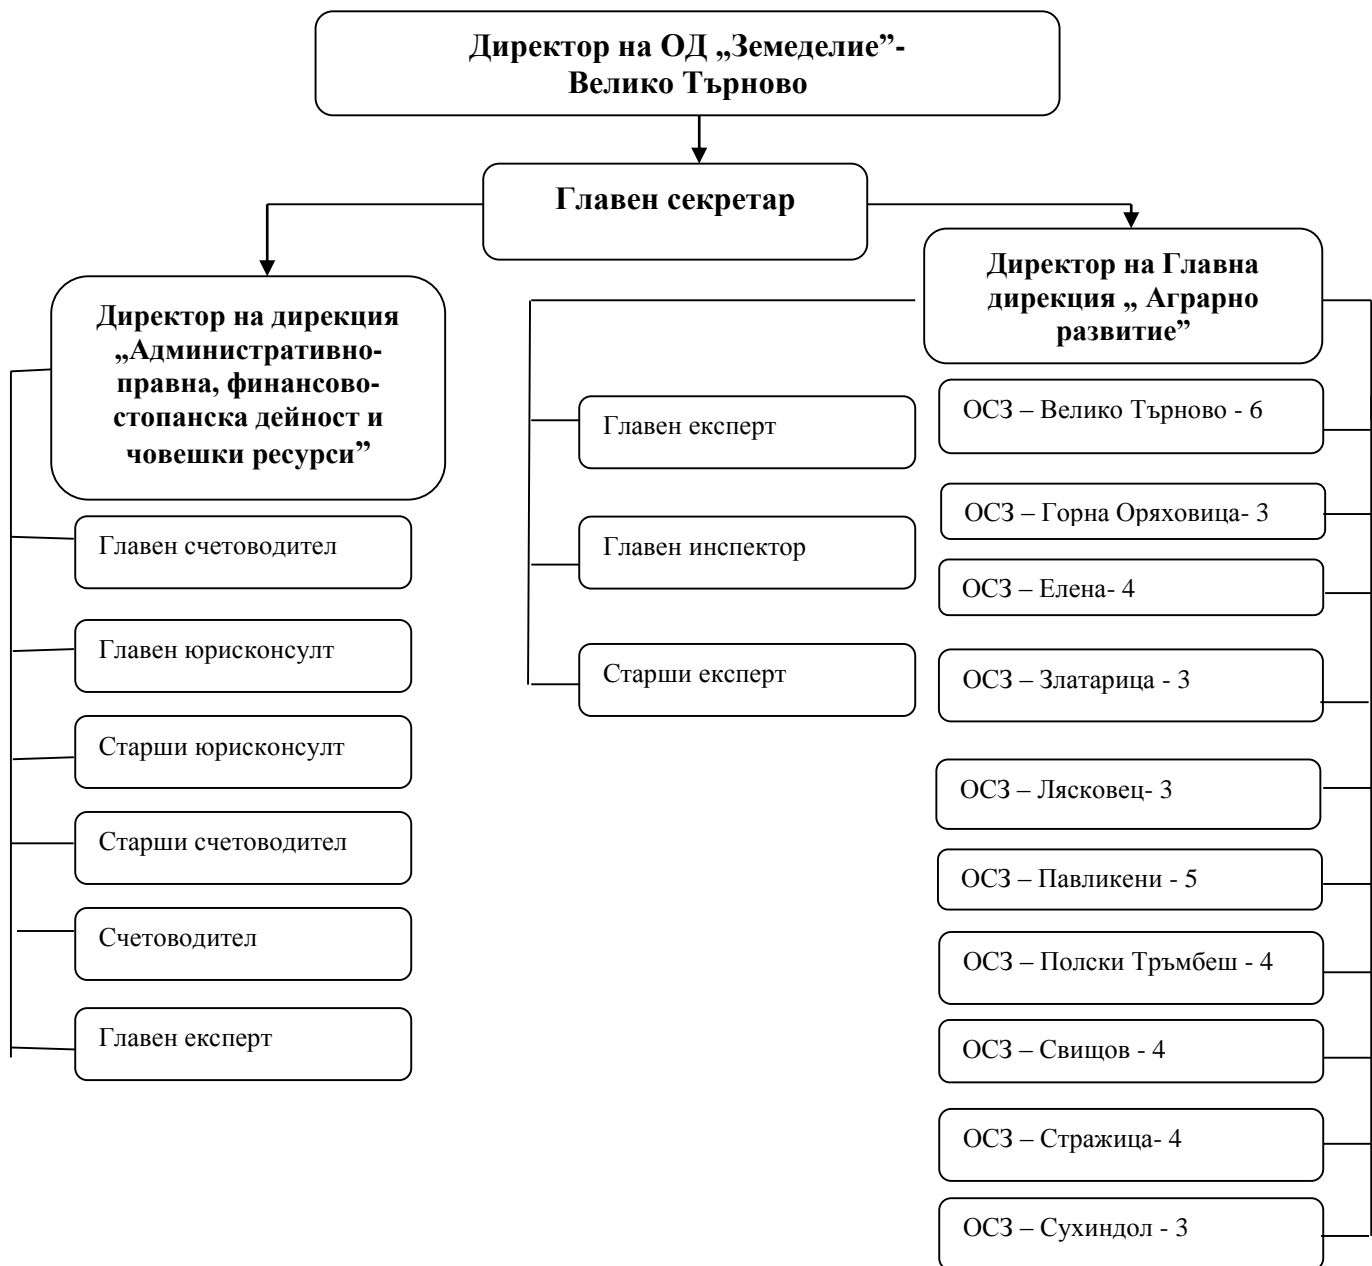 Директор на ОД „Земеделие”-
Велико Търново
Главен секретар
Директор на Главна
дирекция „ Аграрно
развитие”
Директор на дирекция
„Административно-
правна, финансово-
стопанска дейност и
човешки ресурси”
Главен счетоводител
Главен юрисконсулт
Старши юрисконсулт
Старши счетоводител
Счетоводител
Главен експерт
Главен експерт
Главен инспектор
Старши експерт
ОСЗ – Велико Търново - 6
ОСЗ – Горна Оряховица- 3
ОСЗ – Елена- 4
ОСЗ – Златарица - 3
ОСЗ – Лясковец- 3
ОСЗ – Павликени - 5
ОСЗ – Полски Тръмбеш - 4
ОСЗ – Свищов - 4
ОСЗ – Стражица- 4
ОСЗ – Сухиндол - 3